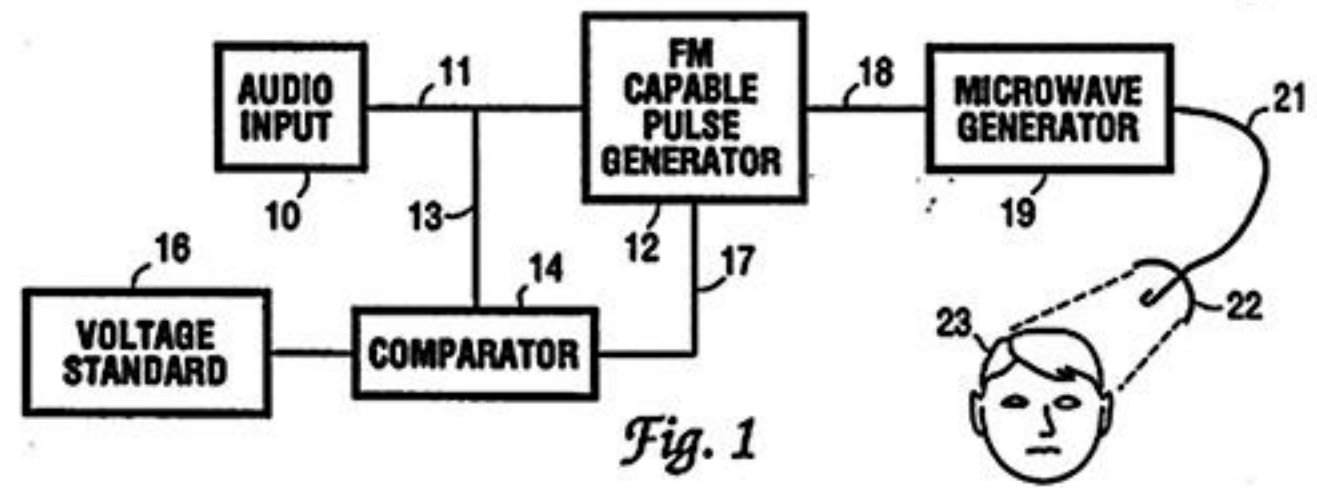 AUDIO
INPUT
10
11
FM
CAPABLE
PULSE
GENERATOR
12
18
MICROWAVE
GENERATOR
19
21
13
16
VOLTAGE
STANDARD
14
COMPARATOR
17
22
23
Fig. 1